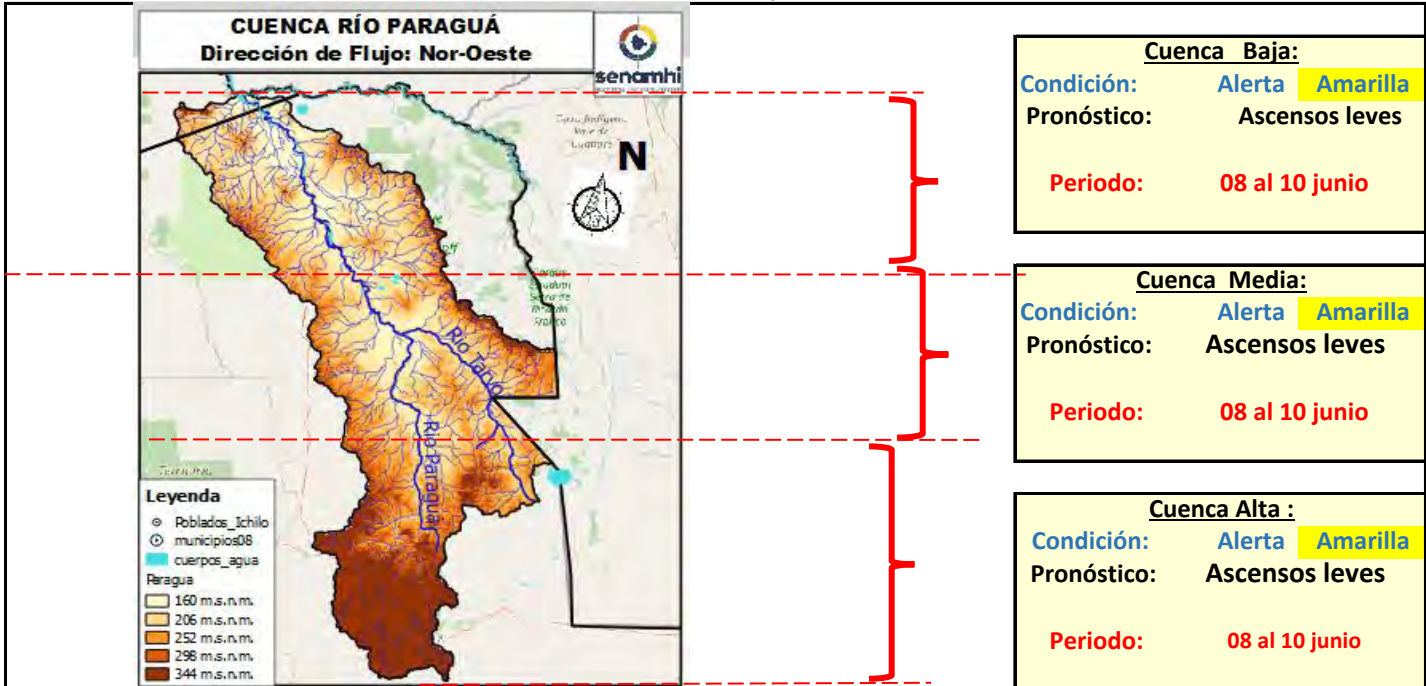 CUENCA RÍO PARAGUÁ
Dirección de Flujo: Nor-Oeste
senamhi
N
Río Tarvo
Río Paraguá
Leyenda
Poblados_Ichilo
municipios08
cuerpos_agua
Paragua
160 m.s.n.m.
206 m.s.n.m.
252 m.s.n.m.
298 m.s.n.m.
344 m.s.n.m.
Cuenca Baja:
Condición: Alerta Amarilla
Pronóstico: Ascensos leves
Periodo: 08 al 10 junio
Cuenca Media:
Condición: Alerta Amarilla
Pronóstico: Ascensos leves
Periodo: 08 al 10 junio
Cuenca Alta :
Condición: Alerta Amarilla
Pronóstico: Ascensos leves
Periodo: 08 al 10 junio